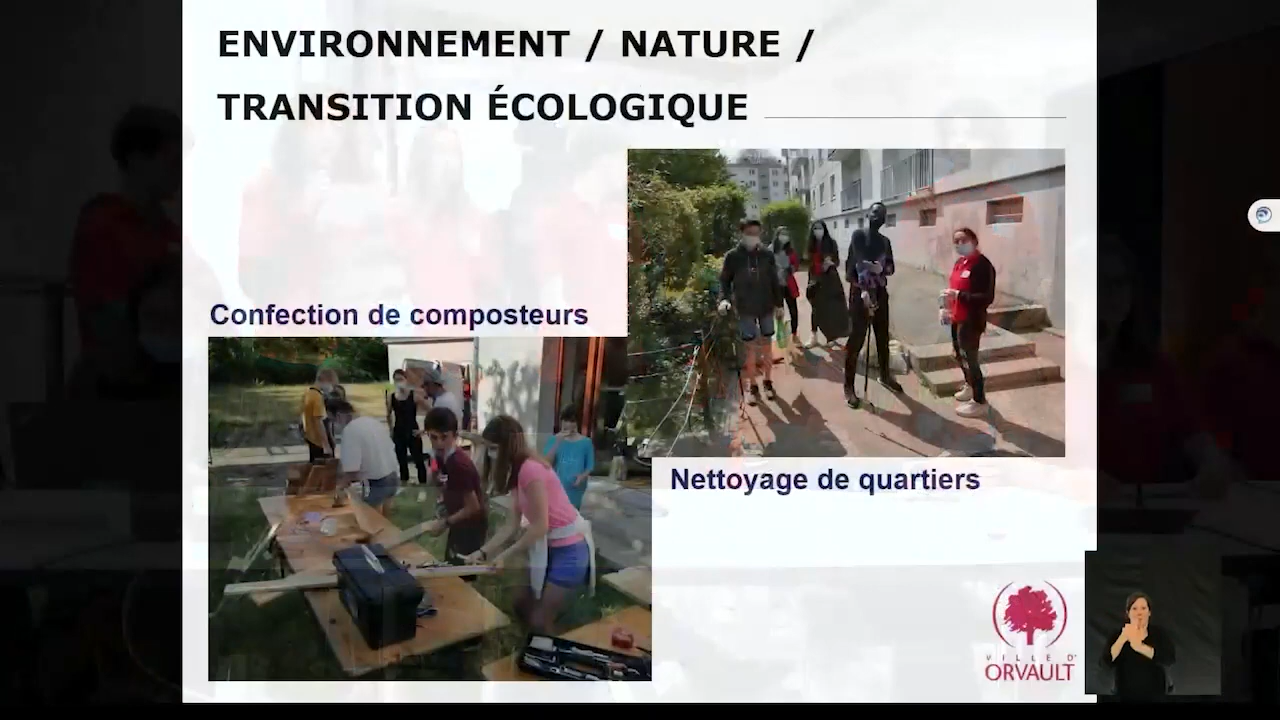 ENVIRONNEMENT / NATURE /
TRANSITION ÉCOLOGIQUE
Confection de composteurs
Nettoyage de quartiers
VILLE D'
ORVAULT